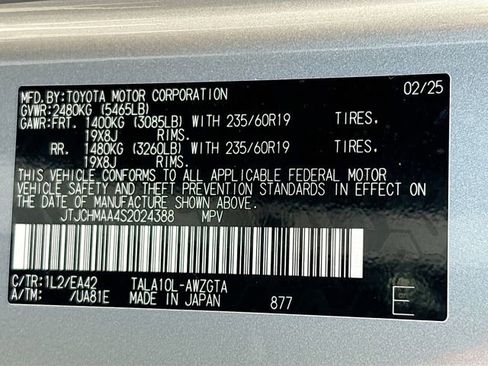 MFD.BY:TOYOTA MOTOR CORPORATION 02/25
GVWR:2480KG (5465LB)
GAWR:FRT. 1400KG (3085LB) WITH 235/60R19 TIRES.
19X8J RIMS.
RR. 1480KG (3260LB) WITH 235/60R19 TIRES.
19X8J RIMS.
THIS VEHICLE CONFORMS TO ALL APPLICABLE FEDERAL MOTOR
VEHICLE SAFETY AND THEFT PREVENTION STANDARDS IN EFFECT ON
THE DATE OF MANUFACTURE SHOWN ABOVE.
JTJCHMAA4S2024388 MPV
C/TR:1L2/EA42 TALA10L-AWZGTA
A/TM: /UA81E MADE IN JAPAN 877
E